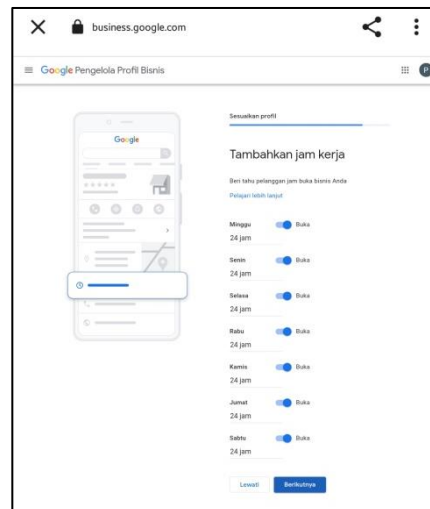 business.google.com
Google Pengelola Profil Bisnis
P
Google
Sesuaikan profil
Tambahkan jam kerja
Beri tahu pelanggan jam buka bisnis Anda
Pelajari lebih lanjut
Minggu Buka
24 jam
Senin Buka
24 jam
Selasa Buka
24 jam
Rabu Buka
24 jam
Kamis Buka
24 jam
Jumat Buka
24 jam
Sabtu Buka
24 jam
Lewati Berikutnya